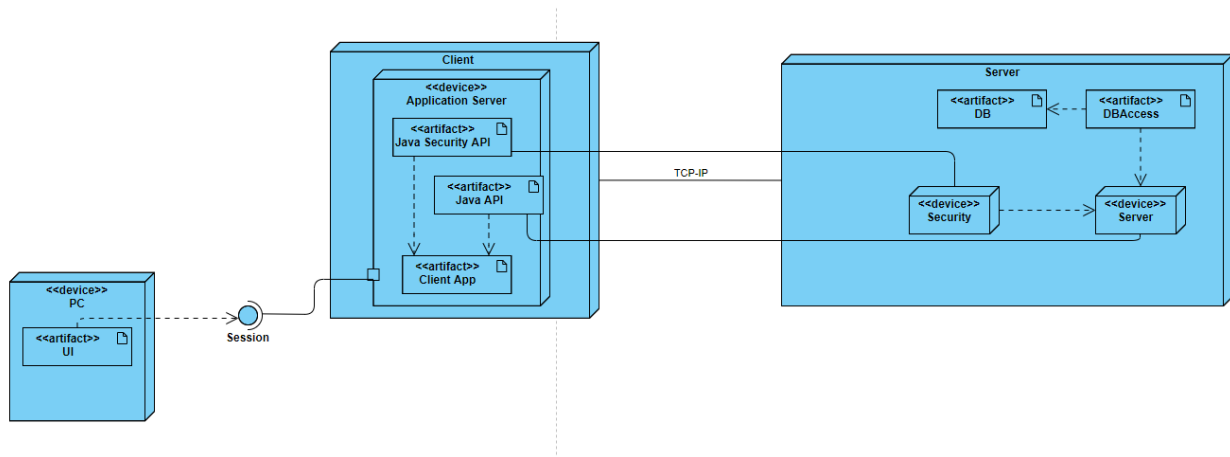 Client
<<device>>
Application Server
<<artifact>>
Java Security API
<<artifact>>
Java API
<<artifact>>
Client App
<<device>>
PC
<<artifact>>
UI
Session
TCP-IP
Server
<<artifact>>
DB
<<artifact>>
DBAccess
<<device>>
Security
<<device>>
Server